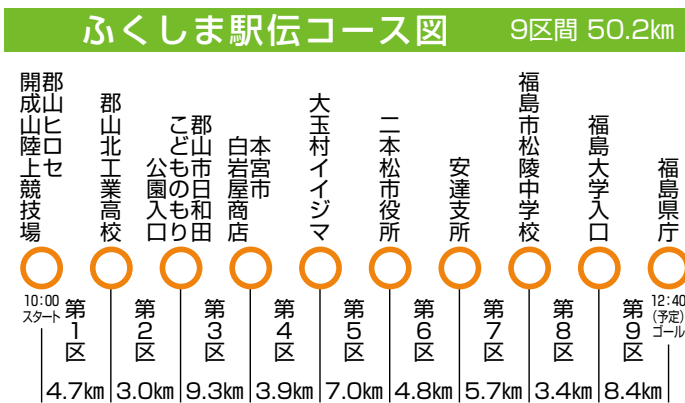 ふくしま駅伝コース図
9区間 50.2km
郡山ヒロセ
開成山陸上競技場
郡山北工業高校
郡山市日和田
こどものもり
公園入口
本宮市
白岩屋商店
大玉村イイジマ
二本松市役所
安達支所
福島市松陵中学校
福島大学入口
福島県庁
10:00
スタート
第1区
第2区
第3区
第4区
第5区
第6区
第7区
第8区
第9区
12:40
(予定)
ゴール
4.7km
3.0km
9.3km
3.9km
7.0km
4.8km
5.7km
3.4km
8.4km